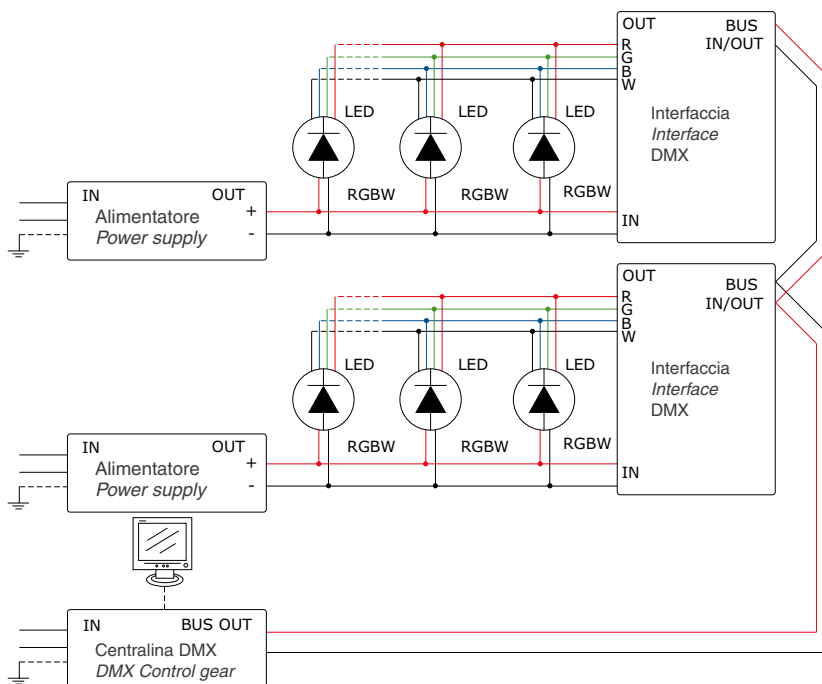 OUT
BUS
IN/OUT
R
G
B
W
LED
LED
LED
Interfaccia
Interface
DMX
RGBW
RGBW
RGBW
IN
OUT
Alimentatore
Power supply
+
-
IN
OUT
BUS
IN/OUT
R
G
B
W
LED
LED
LED
Interfaccia
Interface
DMX
RGBW
RGBW
RGBW
IN
OUT
Alimentatore
Power supply
+
-
IN
IN
BUS OUT
Centralina DMX
DMX Control gear